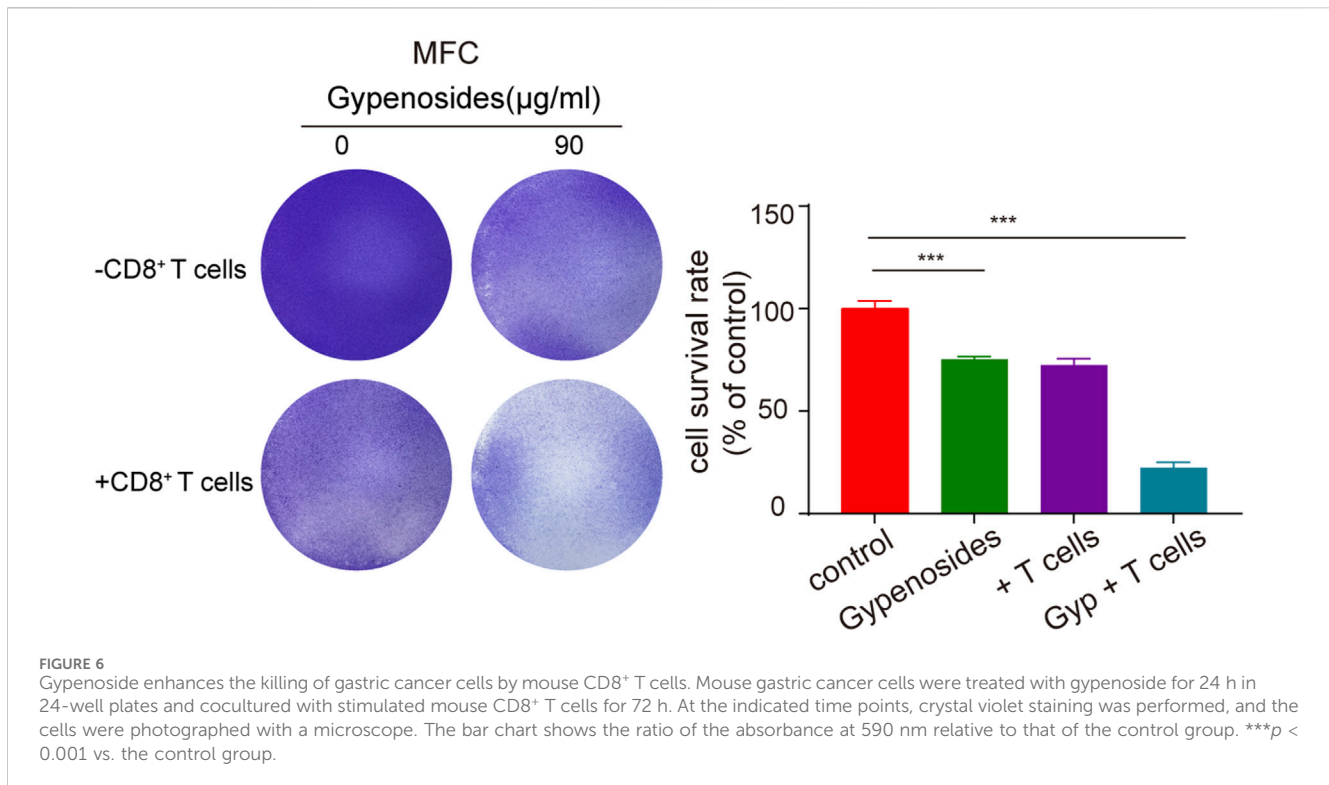 MFC
Gypenosides(µg/ml)
0 90
-CD8⁺ T cells
+CD8⁺ T cells
cell survival rate
(% of control)
150
100
50
0
***
***
control
Gypenosides
+ T cells
Gyp + T cells
FIGURE 6
Gypenoside enhances the killing of gastric cancer cells by mouse CD8⁺ T cells. Mouse gastric cancer cells were treated with gypenoside for 24 h in
24-well plates and cocultured with stimulated mouse CD8⁺ T cells for 72 h. At the indicated time points, crystal violet staining was performed, and the
cells were photographed with a microscope. The bar chart shows the ratio of the absorbance at 590 nm relative to that of the control group. ***p <
0.001 vs. the control group.